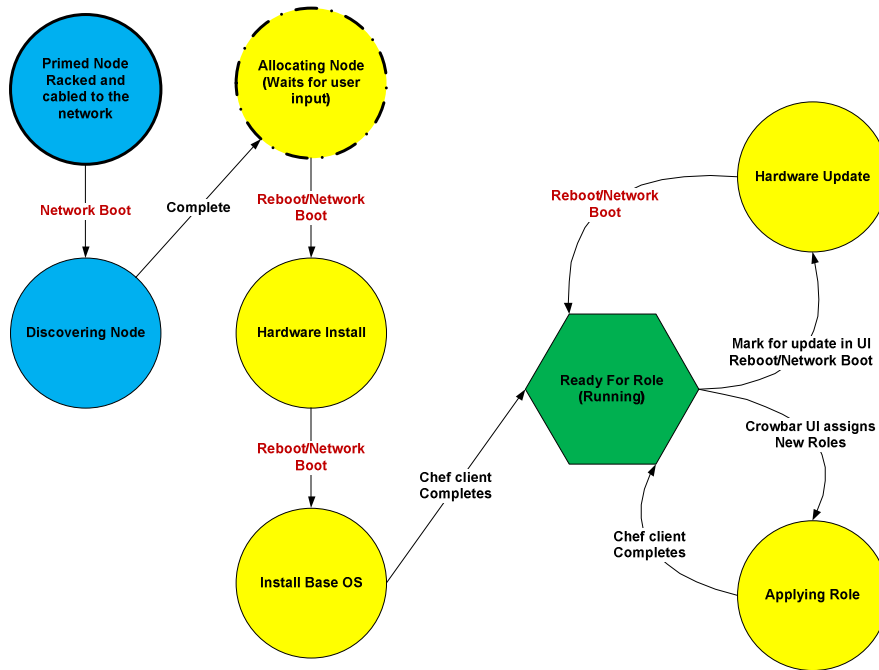 Primed Node
Racked and
cabled to the
network
Allocating Node
(Waits for user
input)
Network Boot
Complete
Reboot/Network
Boot
Discovering Node
Hardware Install
Reboot/Network
Boot
Install Base OS
Chef client
Completes
Ready For Role
(Running)
Reboot/Network
Boot
Hardware Update
Mark for update in UI
Reboot/Network Boot
Crowbar UI assigns
New Roles
Chef client
Completes
Applying Role